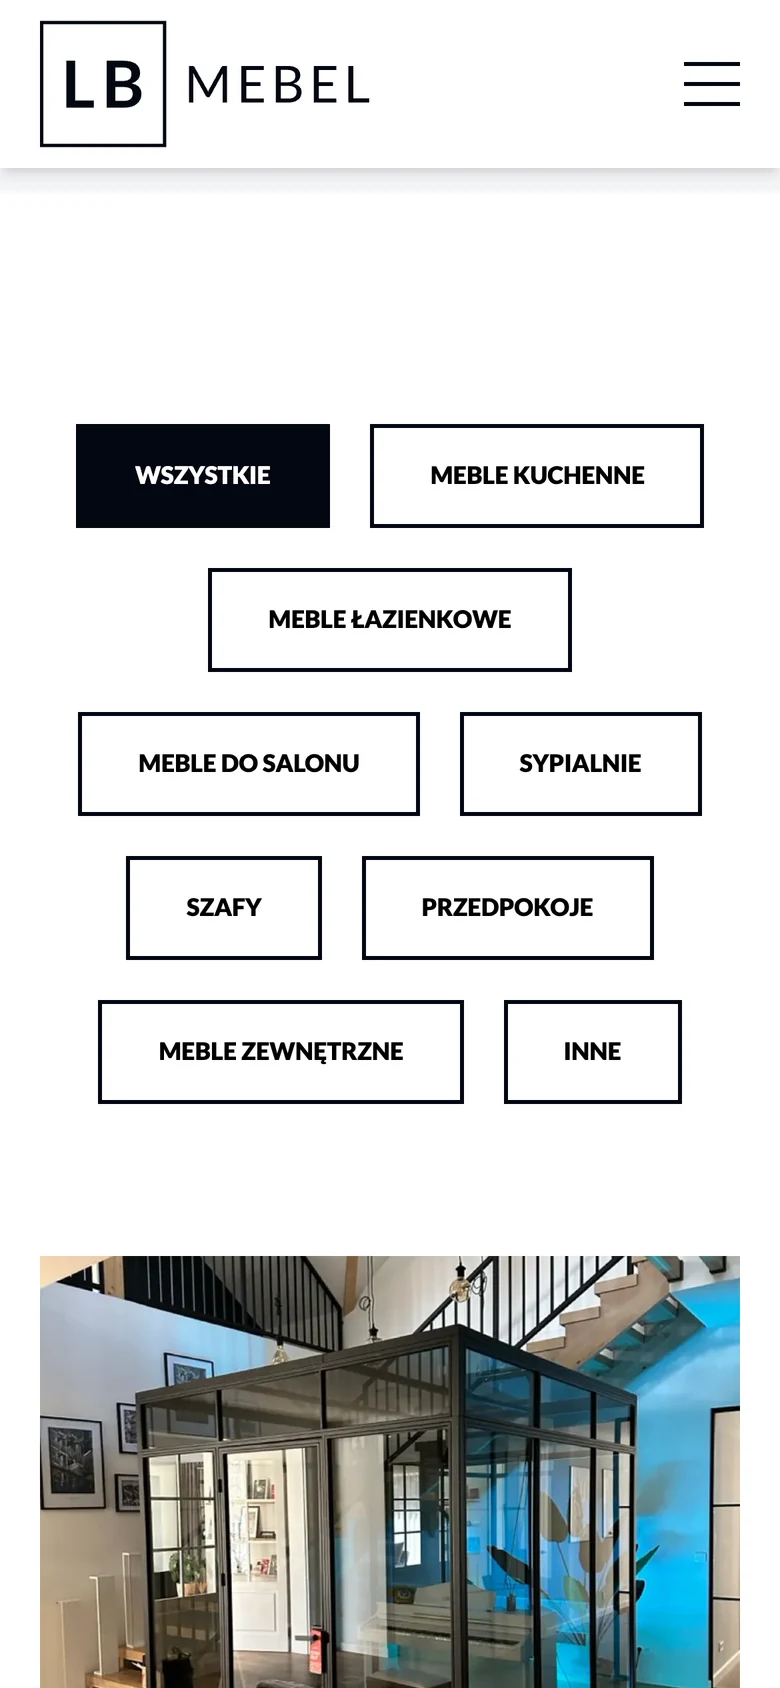 LB MEBEL
WSZYSTKIE
MEBLE KUCHENNE
MEBLE ŁAZIENKOWE
MEBLE DO SALONU
SYPIALNIE
SZAFY
PRZEDPOKOJE
MEBLE ZEWNĘTRZNE
INNE